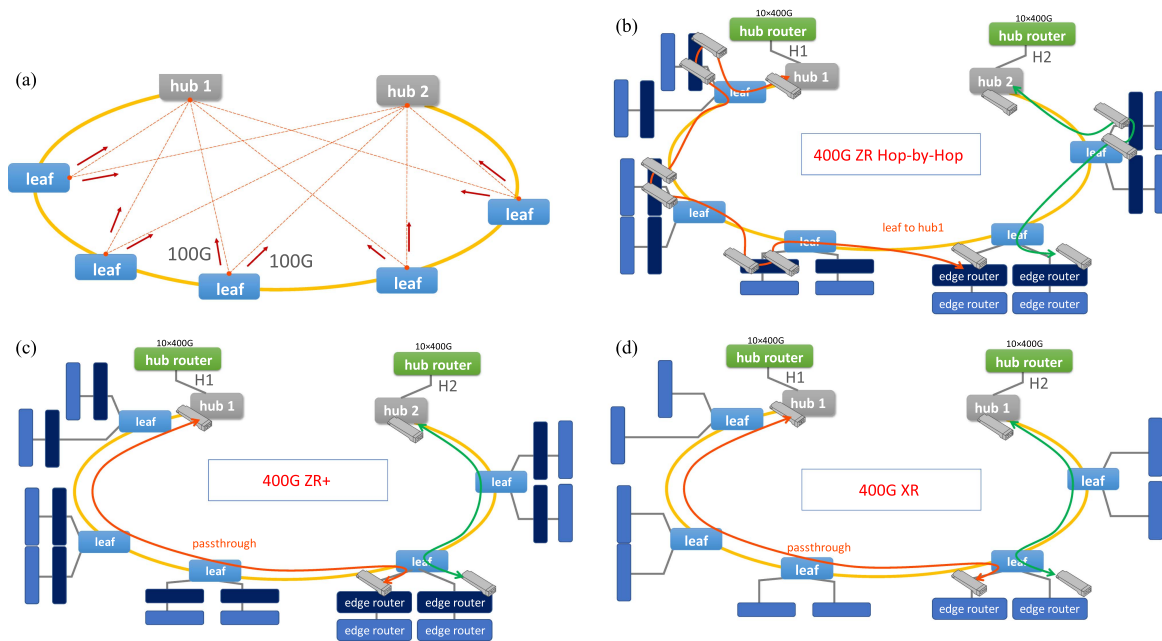 (a)
hub 1
hub 2
leaf
leaf
leaf
100G
100G
leaf
leaf
(b)
10×400G
hub router
H1
hub 1
leaf
10×400G
hub router
H2
hub 2
leaf
400G ZR Hop-by-Hop
leaf
leaf to hub1
leaf
leaf
edge router
edge router
edge router
edge router
(c)
10×400G
hub router
H1
hub 1
leaf
10×400G
hub router
H2
hub 2
leaf
400G ZR+
leaf
passthrough
leaf
leaf
edge router
edge router
edge router
edge router
(d)
10×400G
hub router
H1
hub 1
leaf
10×400G
hub router
H2
hub 1
leaf
400G XR
leaf
passthrough
leaf
leaf
edge router
edge router